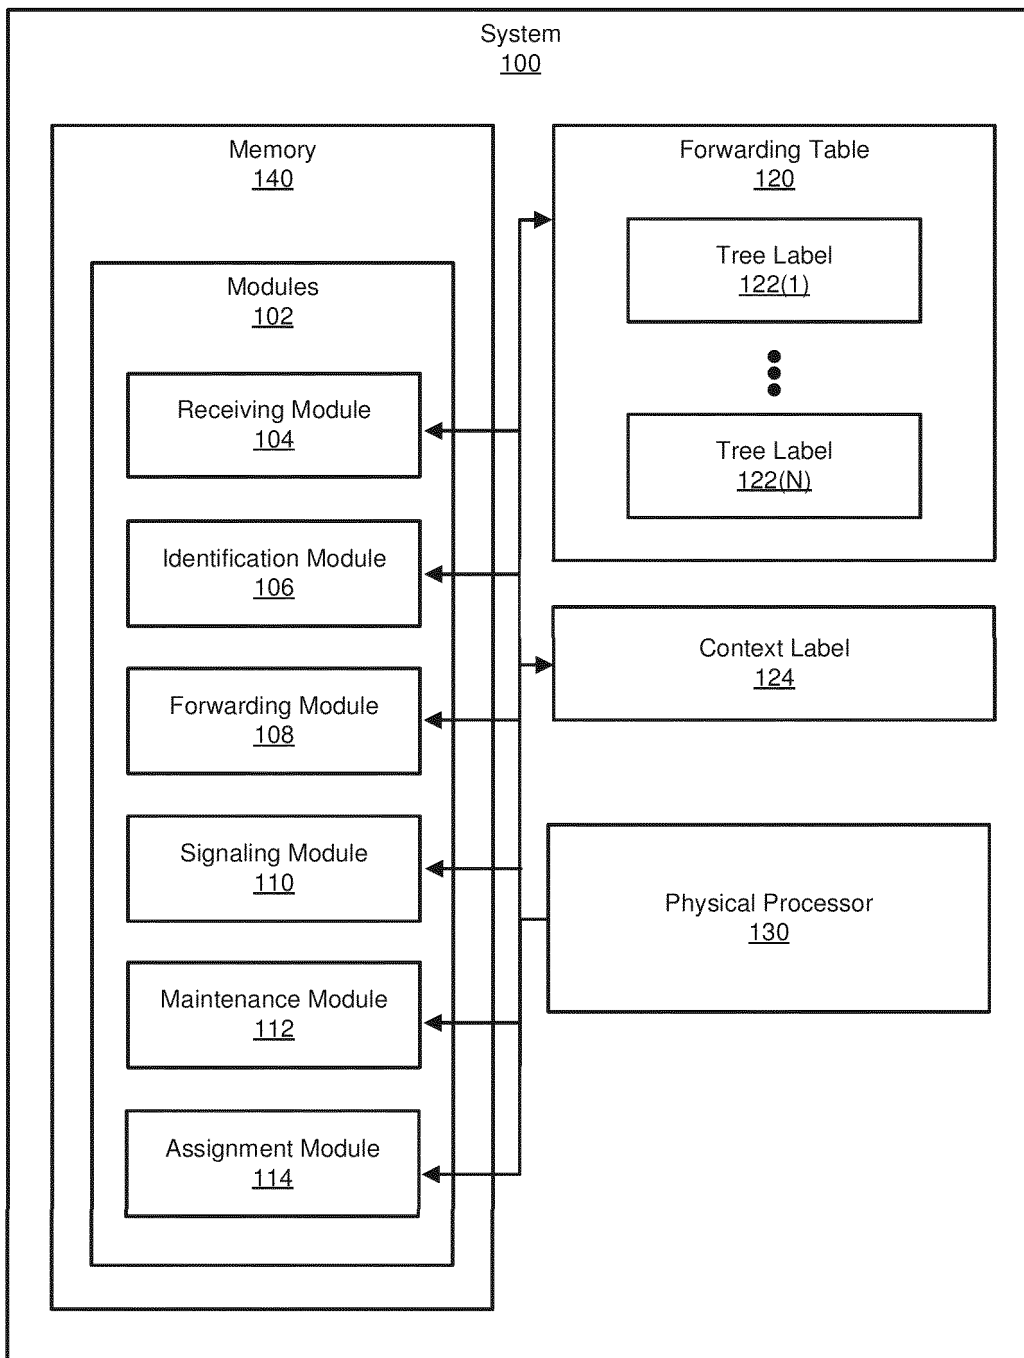 System
100
Memory
140
Modules
102
Receiving Module
104
Identification Module
106
Forwarding Module
108
Signaling Module
110
Maintenance Module
112
Assignment Module
114
Forwarding Table
120
Tree Label
122(1)
Tree Label
122(N)
Context Label
124
Physical Processor
130